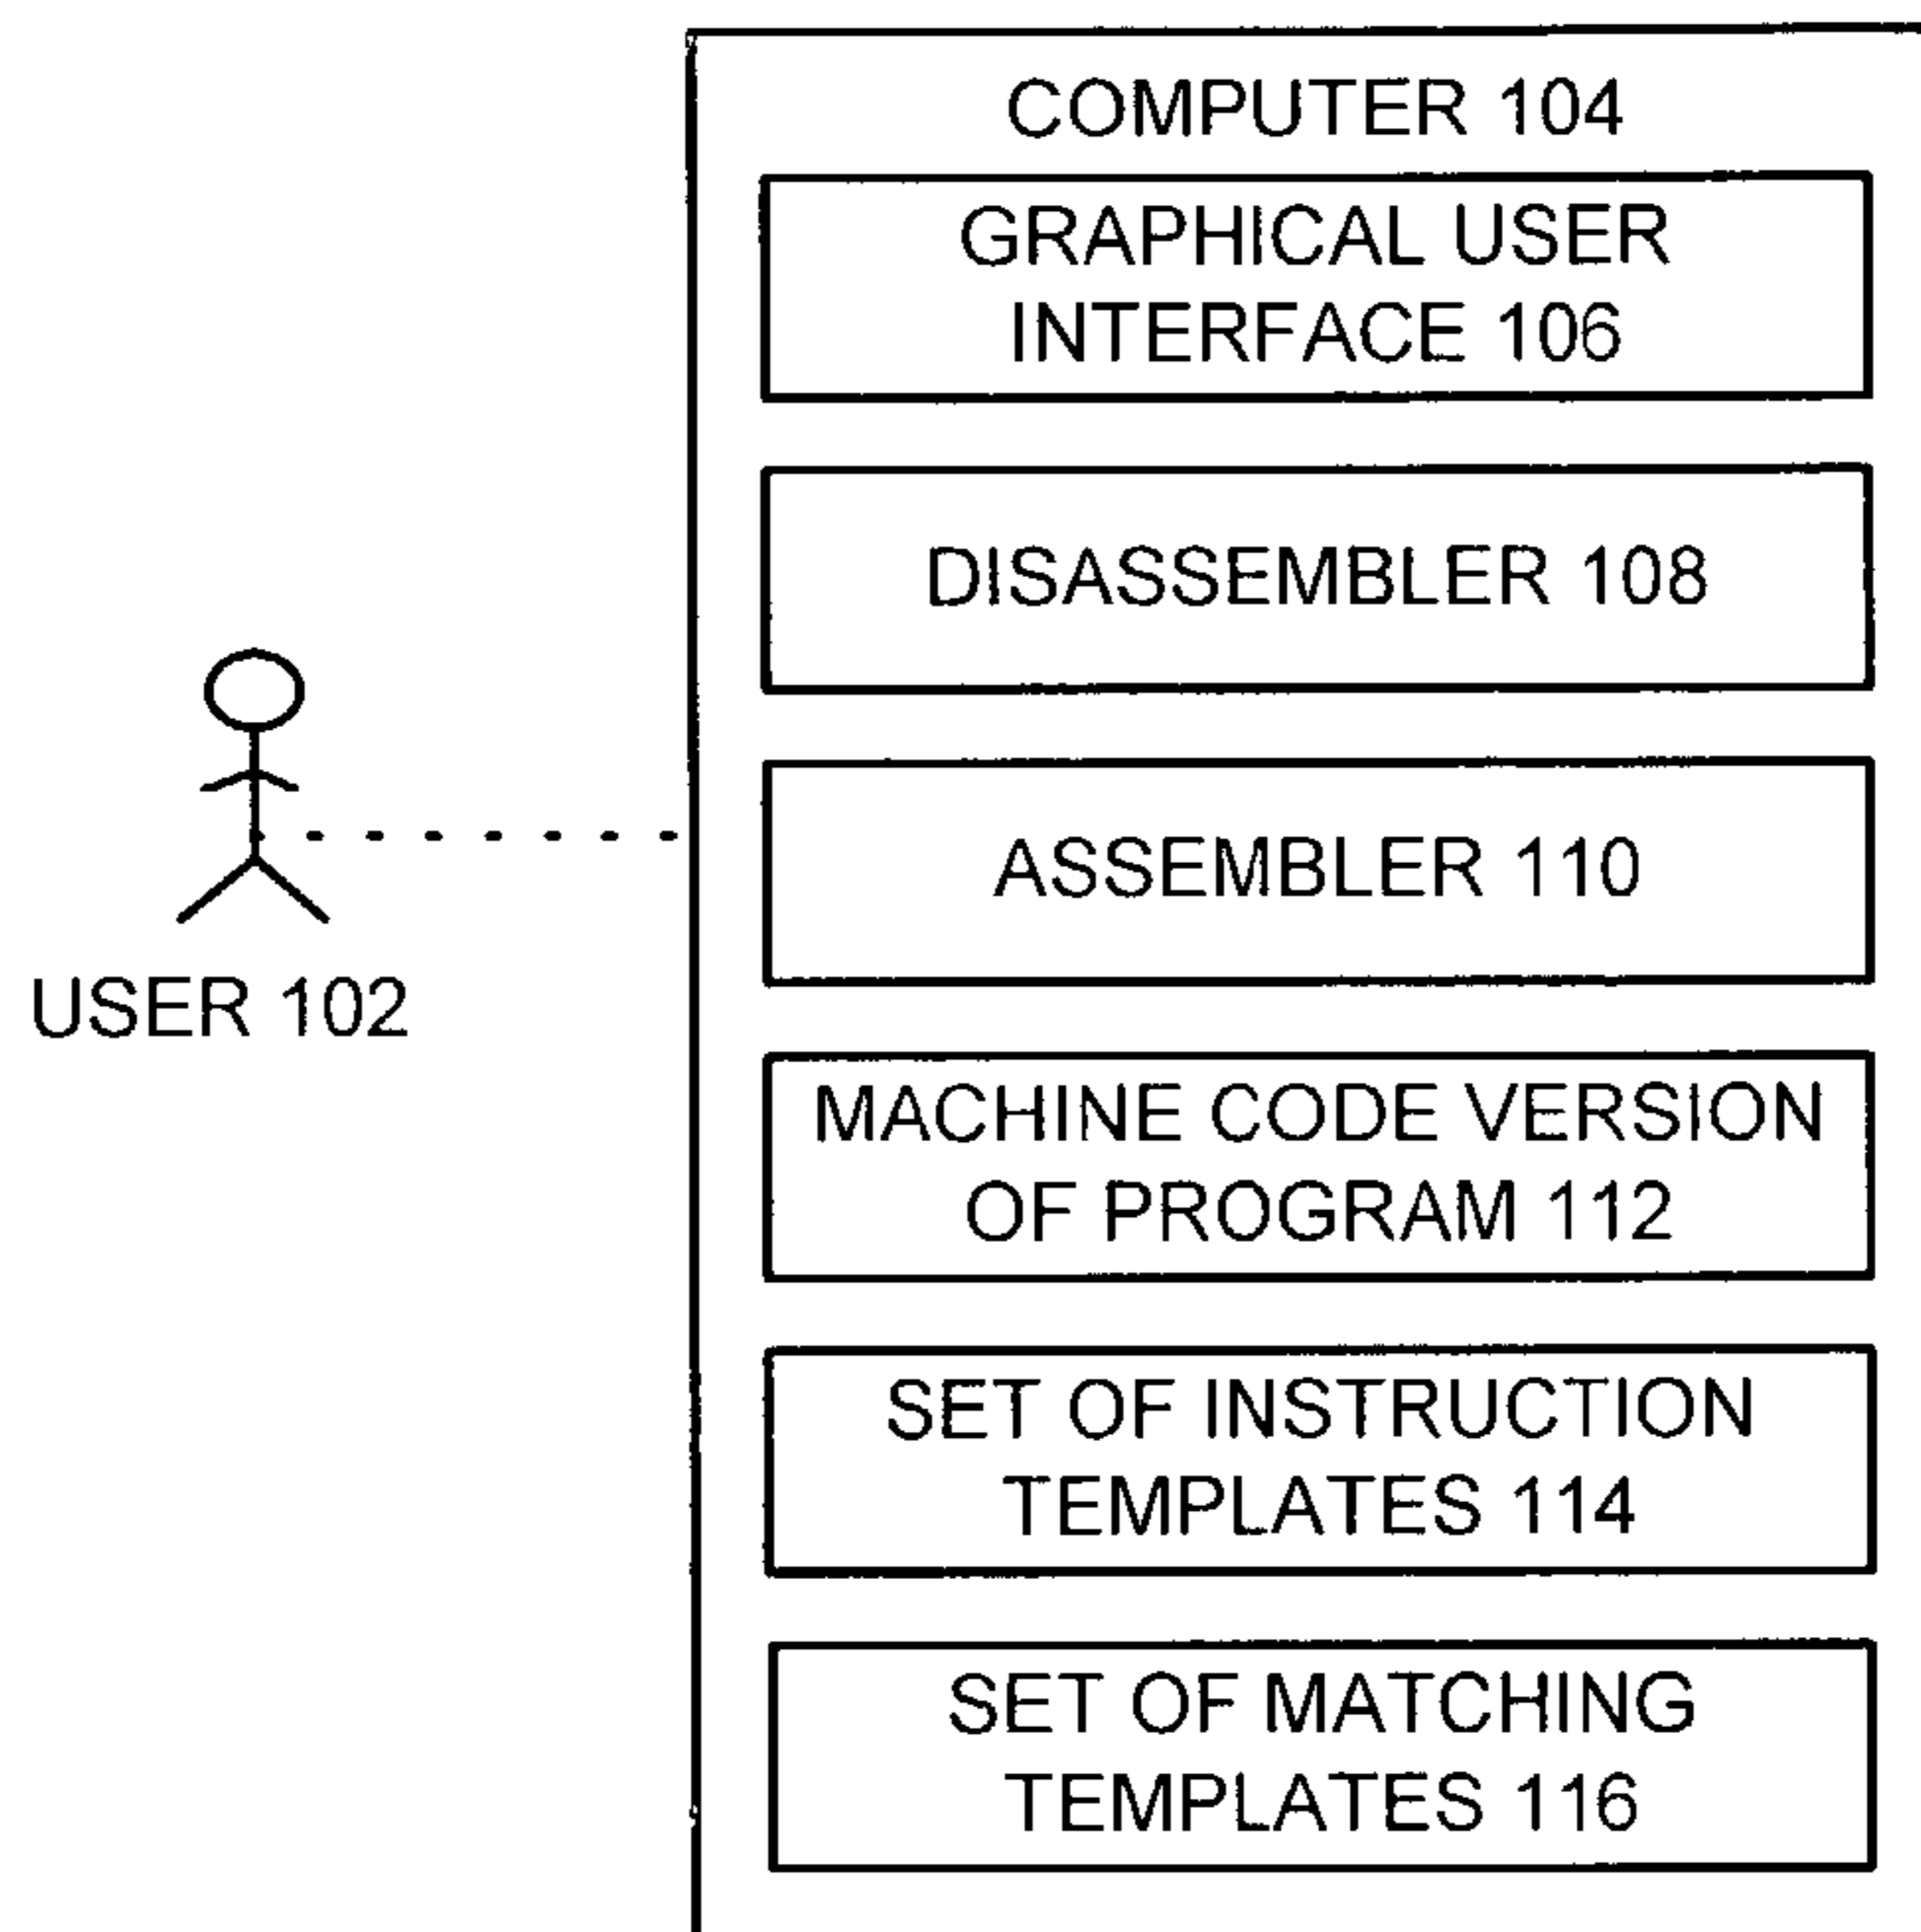 COMPUTER 104
GRAPHICAL USER
INTERFACE 106
DISASSEMBLER 108
ASSEMBLER 110
USER 102
MACHINE CODE VERSION
OF PROGRAM 112
SET OF INSTRUCTION
TEMPLATES 114
SET OF MATCHING
TEMPLATES 116